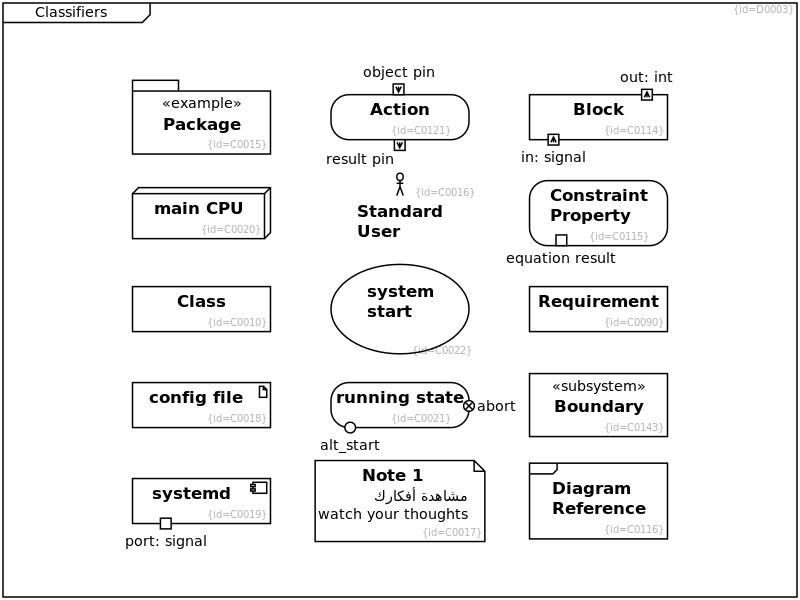 Classifiers
{id=D0003}
«example»
Package
{id=C0015}
object pin
Action
{id=C0121}
result pin
out: int
Block
{id=C0114}
in: signal
main CPU
{id=C0020}
{id=C0016}
Standard
User
Constraint
Property
{id=C0115}
equation result
Class
{id=C0010}
system
start
{id=C0022}
Requirement
{id=C0090}
config file
{id=C0018}
running state
{id=C0021}
abort
alt_start
«subsystem»
Boundary
{id=C0143}
systemd
{id=C0019}
port: signal
Note 1
مشاهدة أفكارك
watch your thoughts
{id=C0017}
Diagram
Reference
{id=C0116}